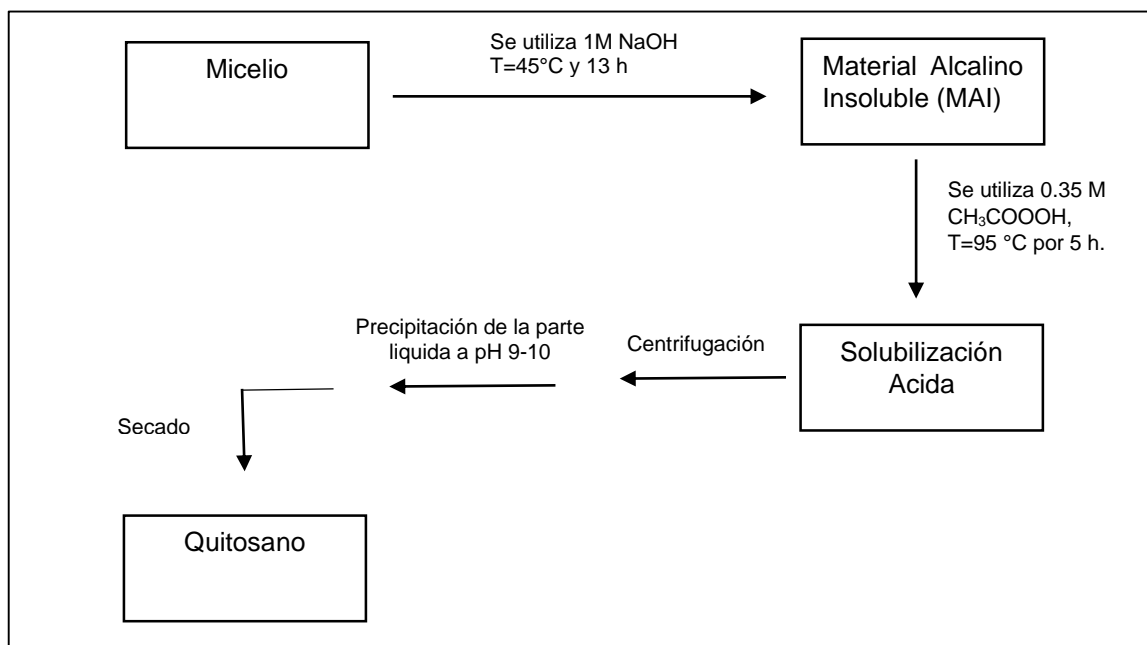 Micelio
Se utiliza 1M NaOH
T=45°C y 13 h
Material Alcalino
Insoluble (MAI)
Se utiliza 0.35 M
CH₃COOOH,
T=95 °C por 5 h.
Solubilización
Acida
Centrifugación
Precipitación de la parte
liquida a pH 9-10
Secado
Quitosano